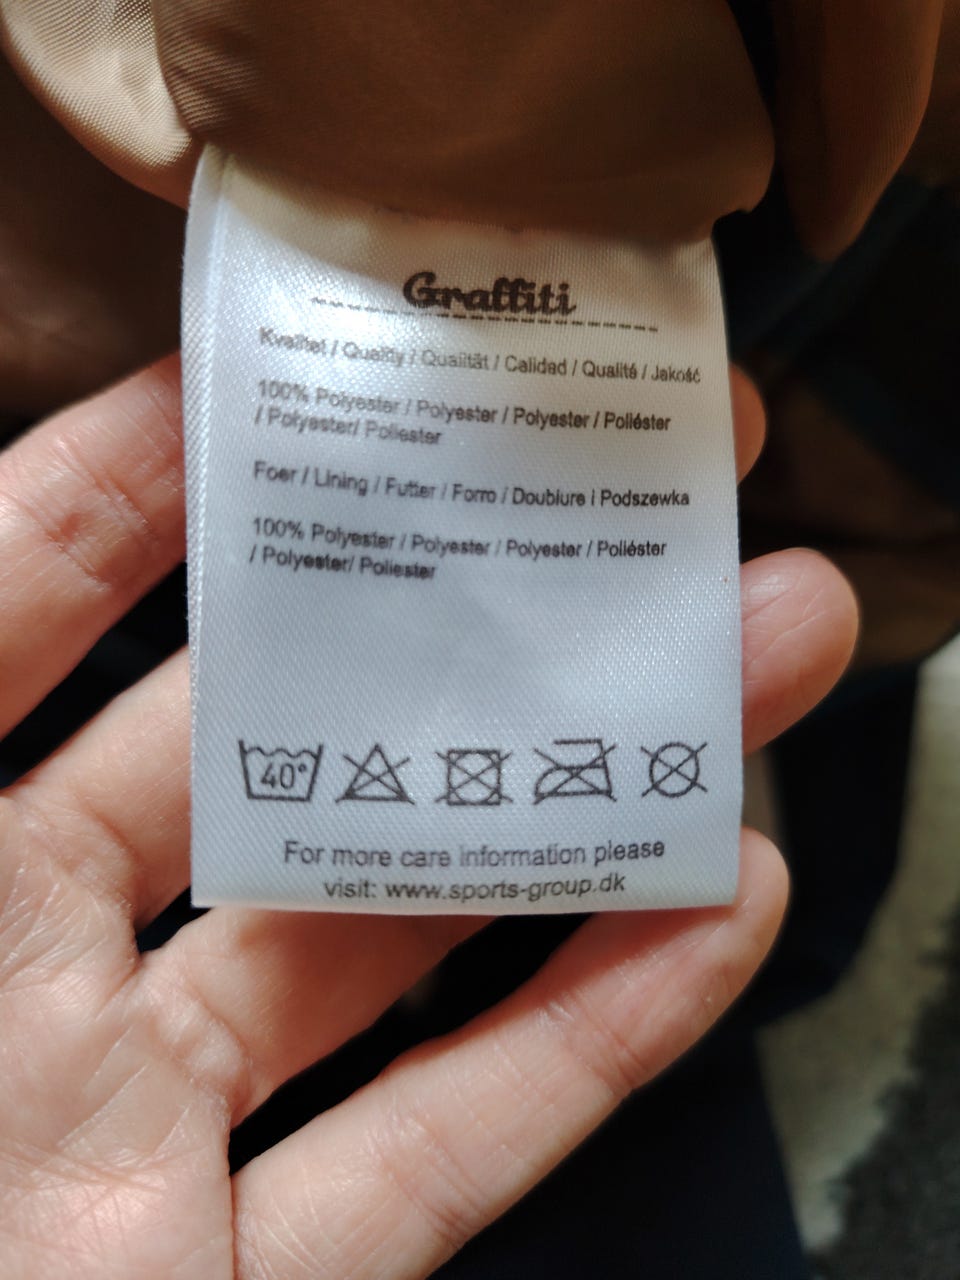 Graffiti
Kvalitet / Quality / Qualität / Calidad / Qualité / Jakość
100% Polyester / Polyester / Polyester / Poliéster
/ Polyester/ Poliester
Foer / Lining / Futter / Forro / Doublure i Podszewka
100% Polyester / Polyester / Polyester / Poliéster
/ Polyester/ Poliester
40°
For more care information please
visit: www.sports-group.dk